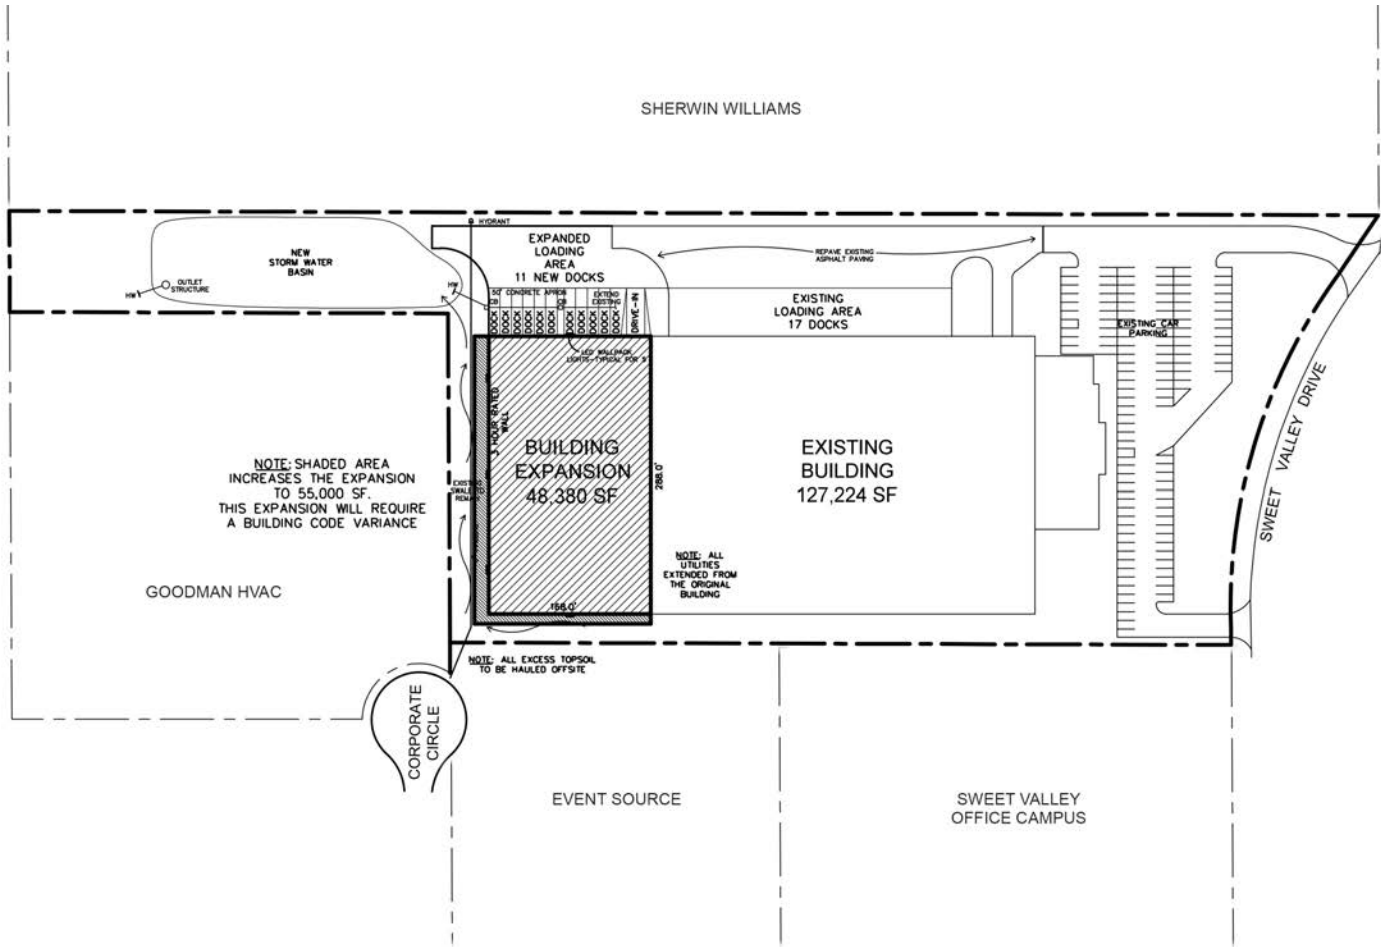 SHERWIN WILLIAMS
HYDRANT
NEW
STORM WATER
BASIN
OUTLET
STRUCTURE
HW
HW
EXPANDED
LOADING
AREA
11 NEW DOCKS
REPAVE EXISTING
ASPHALT PAVING
50' CONCRETE APRON
CB
CB
EXTEND
EXISTING
DOCK
DOCK
DOCK
DOCK
DOCK
DOCK
DOCK
DOCK
DOCK
DOCK
DOCK
DRIVE-IN
EXISTING
LOADING AREA
17 DOCKS
EXISTING CAR
PARKING
LED WALLPACK
LIGHTS-TYPICAL FOR 5
3 HOUR RATED
WALL
BUILDING
EXPANSION
48,380 SF
288.0'
168.0'
EXISTING
BUILDING
127,224 SF
SWEET VALLEY DRIVE
NOTE: SHADED AREA
INCREASES THE EXPANSION
TO 55,000 SF.
THIS EXPANSION WILL REQUIRE
A BUILDING CODE VARIANCE
EXISTING
SWALE TO
REMAIN
NOTE: ALL
UTILITIES
EXTENDED FROM
THE ORIGINAL
BUILDING
GOODMAN HVAC
NOTE: ALL EXCESS TOPSOIL
TO BE HAULED OFFSITE
CORPORATE
CIRCLE
EVENT SOURCE
SWEET VALLEY
OFFICE CAMPUS